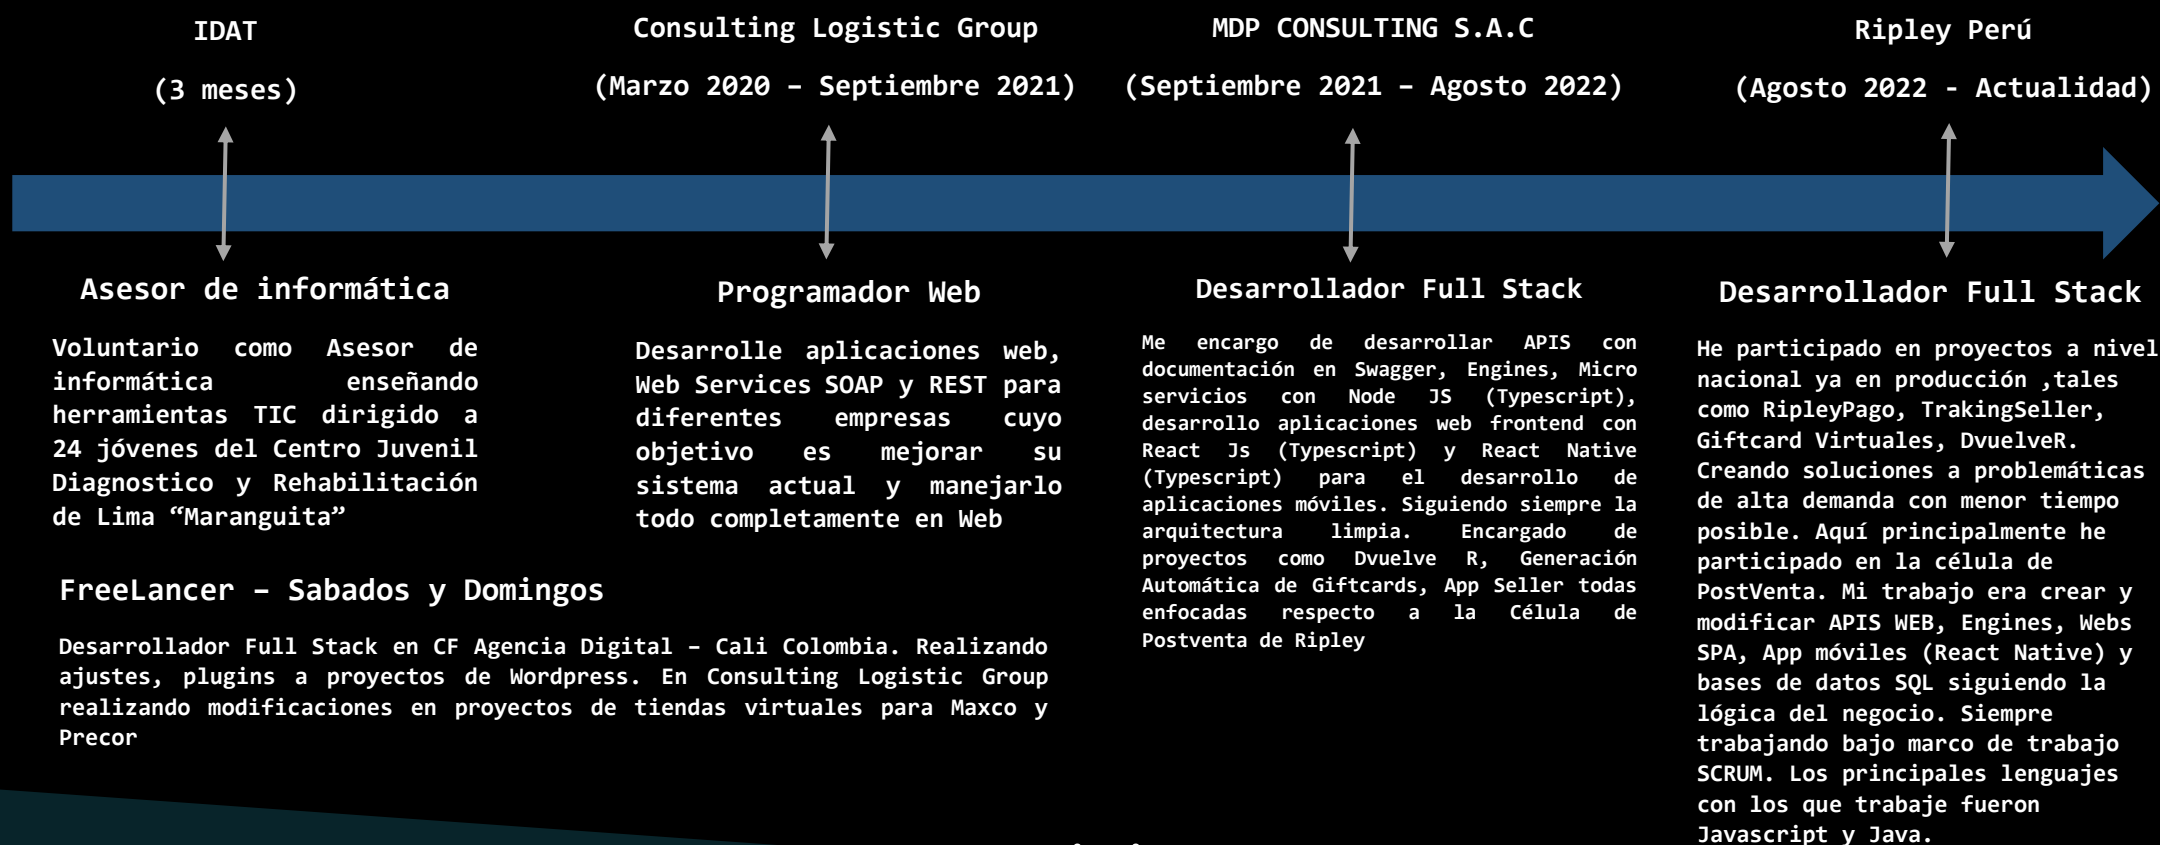 IDAT
(3 meses)
Consulting Logistic Group
(Marzo 2020 – Septiembre 2021)
MDP CONSULTING S.A.C
(Septiembre 2021 – Agosto 2022)
Ripley Perú
(Agosto 2022 - Actualidad)
Asesor de informática
Voluntario como Asesor de
informática enseñando
herramientas TIC dirigido a
24 jóvenes del Centro Juvenil
Diagnostico y Rehabilitación
de Lima “Maranguita”
Programador Web
Desarrolle aplicaciones web,
Web Services SOAP y REST para
diferentes empresas cuyo
objetivo es mejorar su
sistema actual y manejarlo
todo completamente en Web
FreeLancer – Sabados y Domingos
Desarrollador Full Stack en CF Agencia Digital – Cali Colombia. Realizando
ajustes, plugins a proyectos de Wordpress. En Consulting Logistic Group
realizando modificaciones en proyectos de tiendas virtuales para Maxco y
Precor
Desarrollador Full Stack
Me encargo de desarrollar APIS con
documentación en Swagger, Engines, Micro
servicios con Node JS (Typescript),
desarrollo aplicaciones web frontend con
React Js (Typescript) y React Native
(Typescript) para el desarrollo de
aplicaciones móviles. Siguiendo siempre la
arquitectura limpia. Encargado de
proyectos como Dvuelve R, Generación
Automática de Giftcards, App Seller todas
enfocadas respecto a la Célula de
Postventa de Ripley
Desarrollador Full Stack
He participado en proyectos a nivel
nacional ya en producción ,tales
como RipleyPago, TrakingSeller,
Giftcard Virtuales, DvuelveR.
Creando soluciones a problemáticas
de alta demanda con menor tiempo
posible. Aquí principalmente he
participado en la célula de
PostVenta. Mi trabajo era crear y
modificar APIS WEB, Engines, Webs
SPA, App móviles (React Native) y
bases de datos SQL siguiendo la
lógica del negocio. Siempre
trabajando bajo marco de trabajo
SCRUM. Los principales lenguajes
con los que trabaje fueron
Javascript y Java.